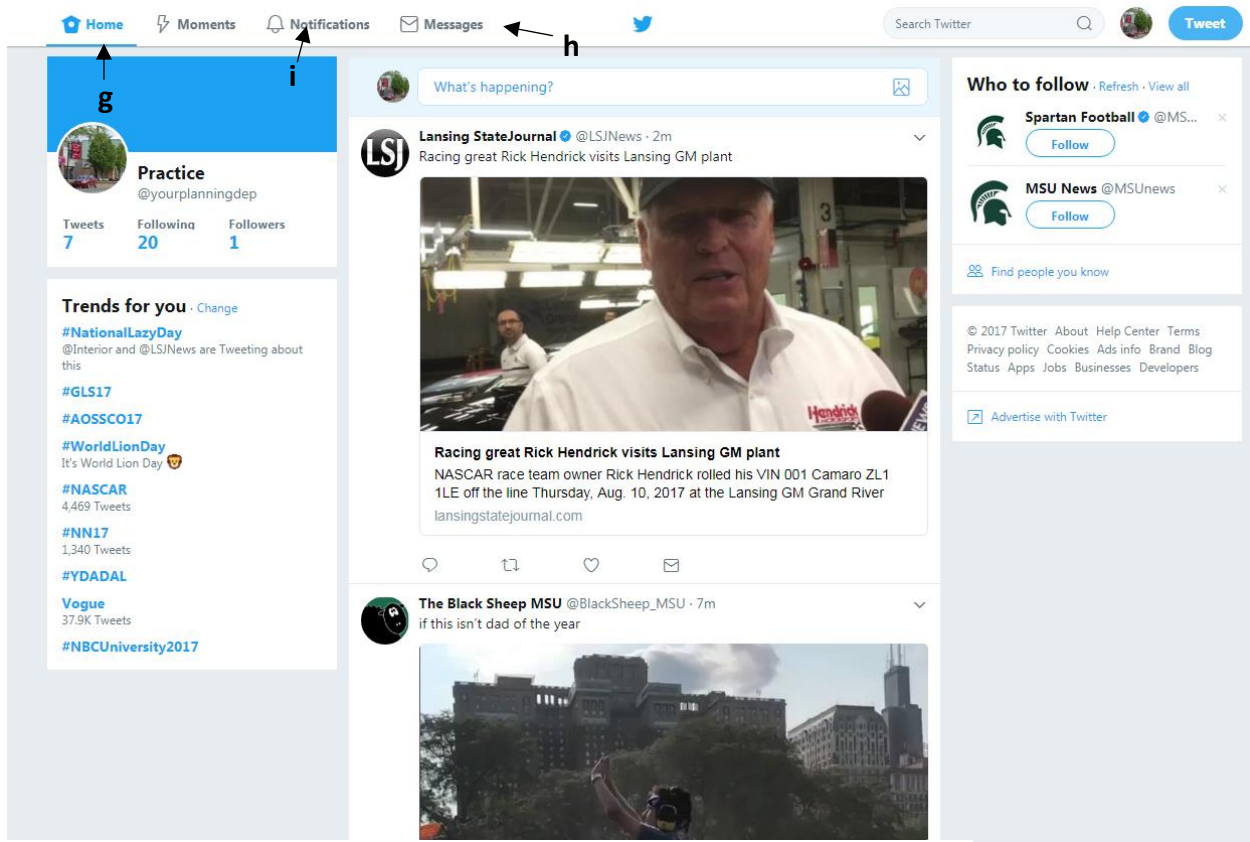 Home Moments Notifications Messages
Search Twitter
Tweet
g
i
h
Practice
@yourplanningdep
Tweets Following Followers
7 20 1
Trends for you · Change
#NationalLazyDay
@Interior and @LSJNews are Tweeting about
this
#GLS17
#AOSSCO17
#WorldLionDay
It's World Lion Day
#NASCAR
4,469 Tweets
#NN17
1,340 Tweets
#YDADAL
Vogue
37.9K Tweets
#NBCUniversity2017
What's happening?
LSJ
Lansing StateJournal @LSJNews · 2m
Racing great Rick Hendrick visits Lansing GM plant
3
Hendrick
NEWS
Racing great Rick Hendrick visits Lansing GM plant
NASCAR race team owner Rick Hendrick rolled his VIN 001 Camaro ZL1
1LE off the line Thursday, Aug. 10, 2017 at the Lansing GM Grand River
lansingstatejournal.com
The Black Sheep MSU @BlackSheep_MSU · 7m
if this isn't dad of the year
Who to follow · Refresh · View all
Spartan Football @MS...
Follow
MSU News @MSUnews
Follow
Find people you know
© 2017 Twitter About Help Center Terms
Privacy policy Cookies Ads info Brand Blog
Status Apps Jobs Businesses Developers
Advertise with Twitter